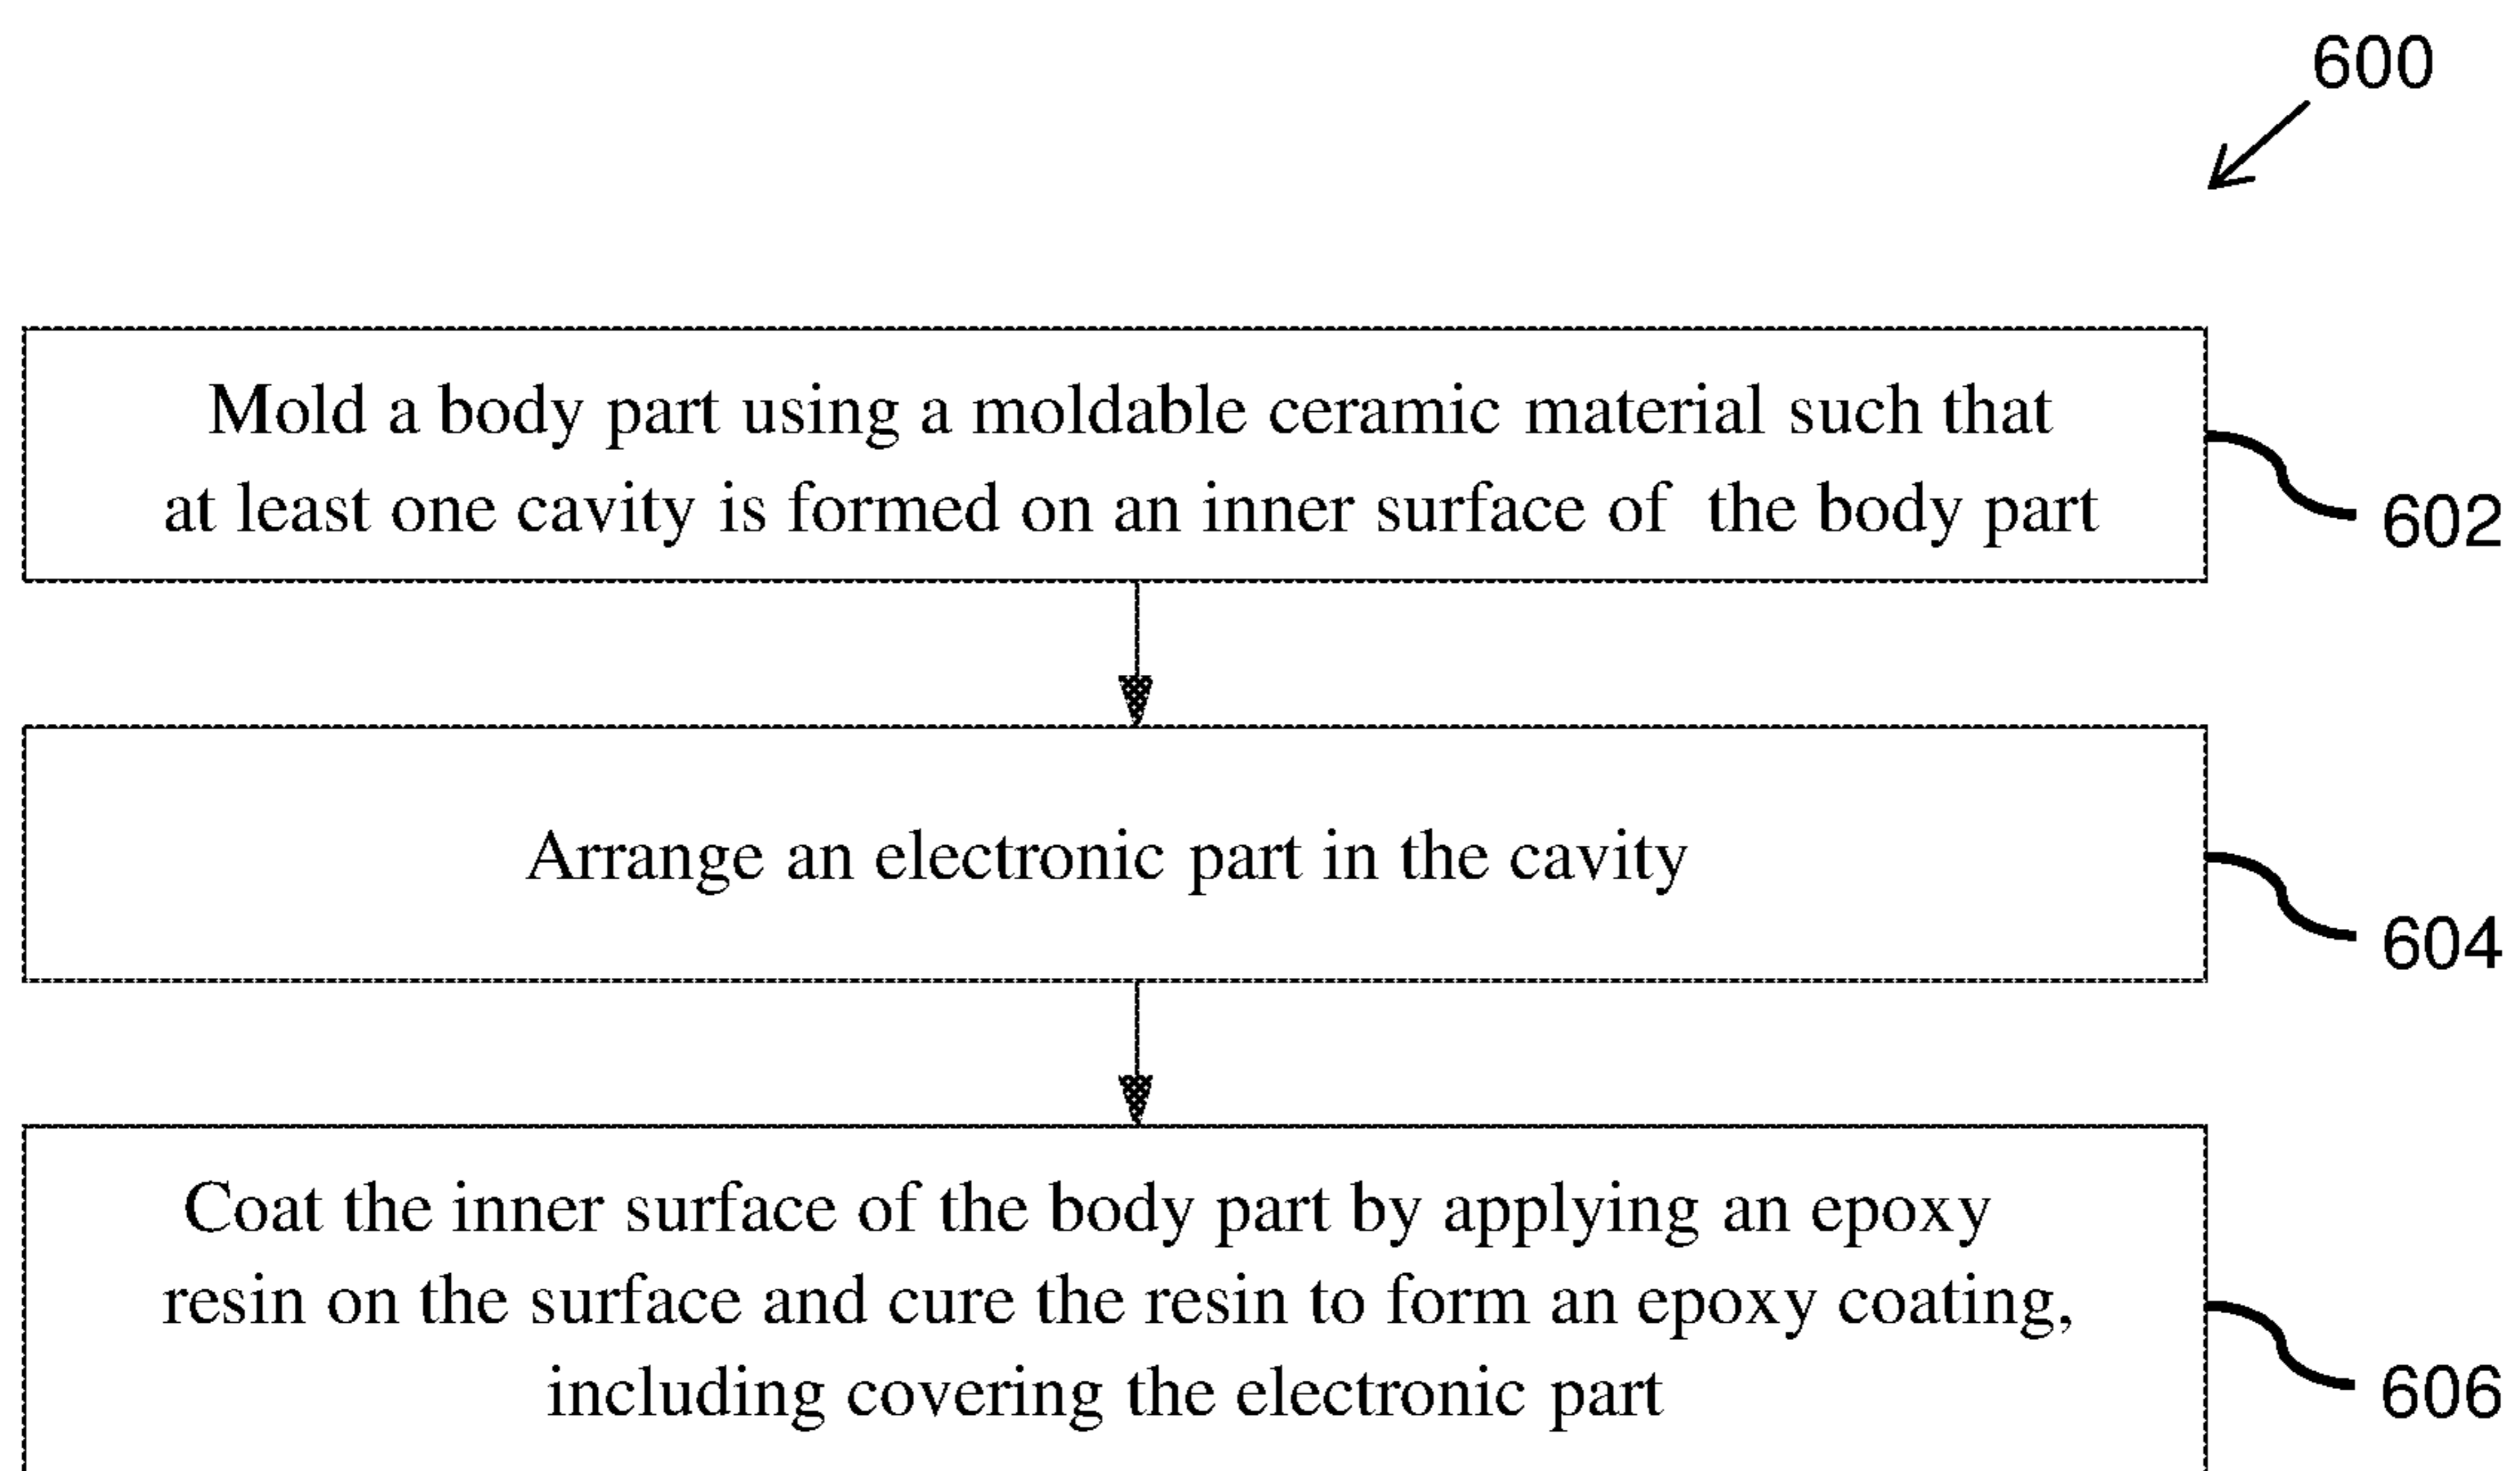 600
Mold a body part using a moldable ceramic material such that
at least one cavity is formed on an inner surface of the body part
602
Arrange an electronic part in the cavity
604
Coat the inner surface of the body part by applying an epoxy
resin on the surface and cure the resin to form an epoxy coating,
including covering the electronic part
606